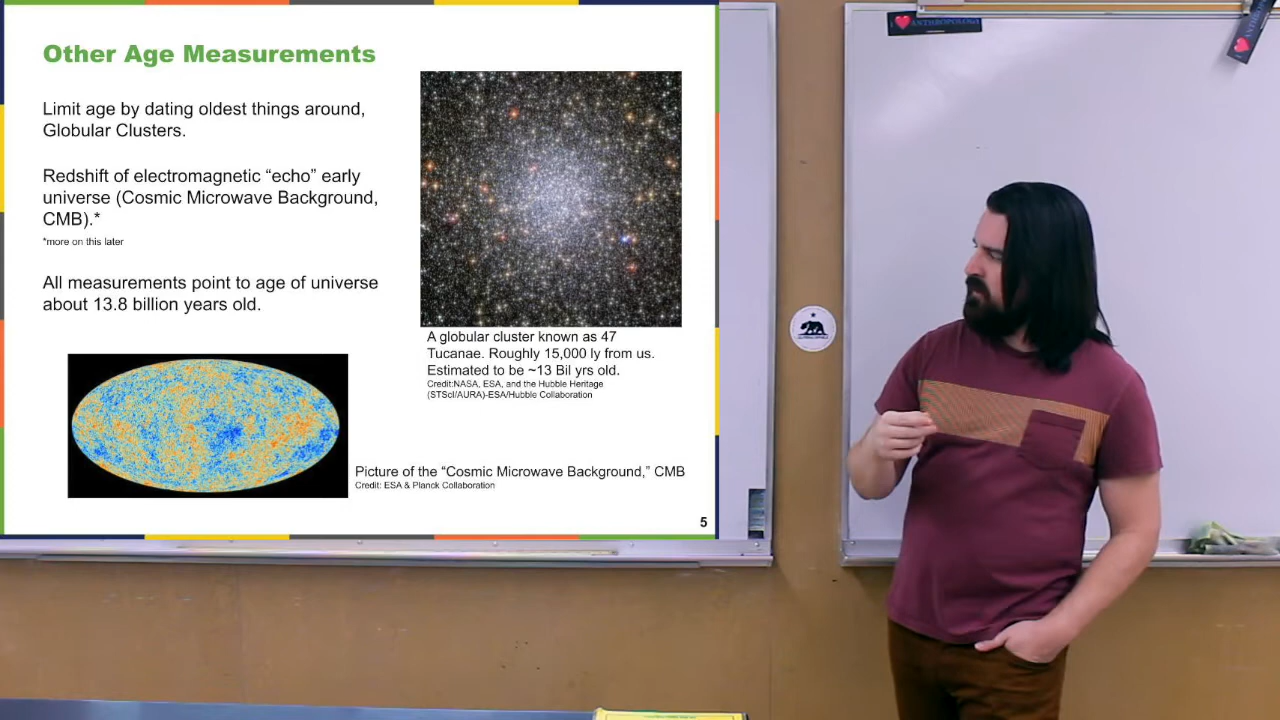 Other Age Measurements
Limit age by dating oldest things around,
Globular Clusters.
Redshift of electromagnetic “echo” early
universe (Cosmic Microwave Background,
CMB).*
*more on this later
All measurements point to age of universe
about 13.8 billion years old.
A globular cluster known as 47
Tucanae. Roughly 15,000 ly from us.
Estimated to be ~13 Bil yrs old.
Credit:NASA, ESA, and the Hubble Heritage
(STScI/AURA)-ESA/Hubble Collaboration
Picture of the “Cosmic Microwave Background,” CMB
Credit: ESA & Planck Collaboration
5
I ANTHROPOLOGY